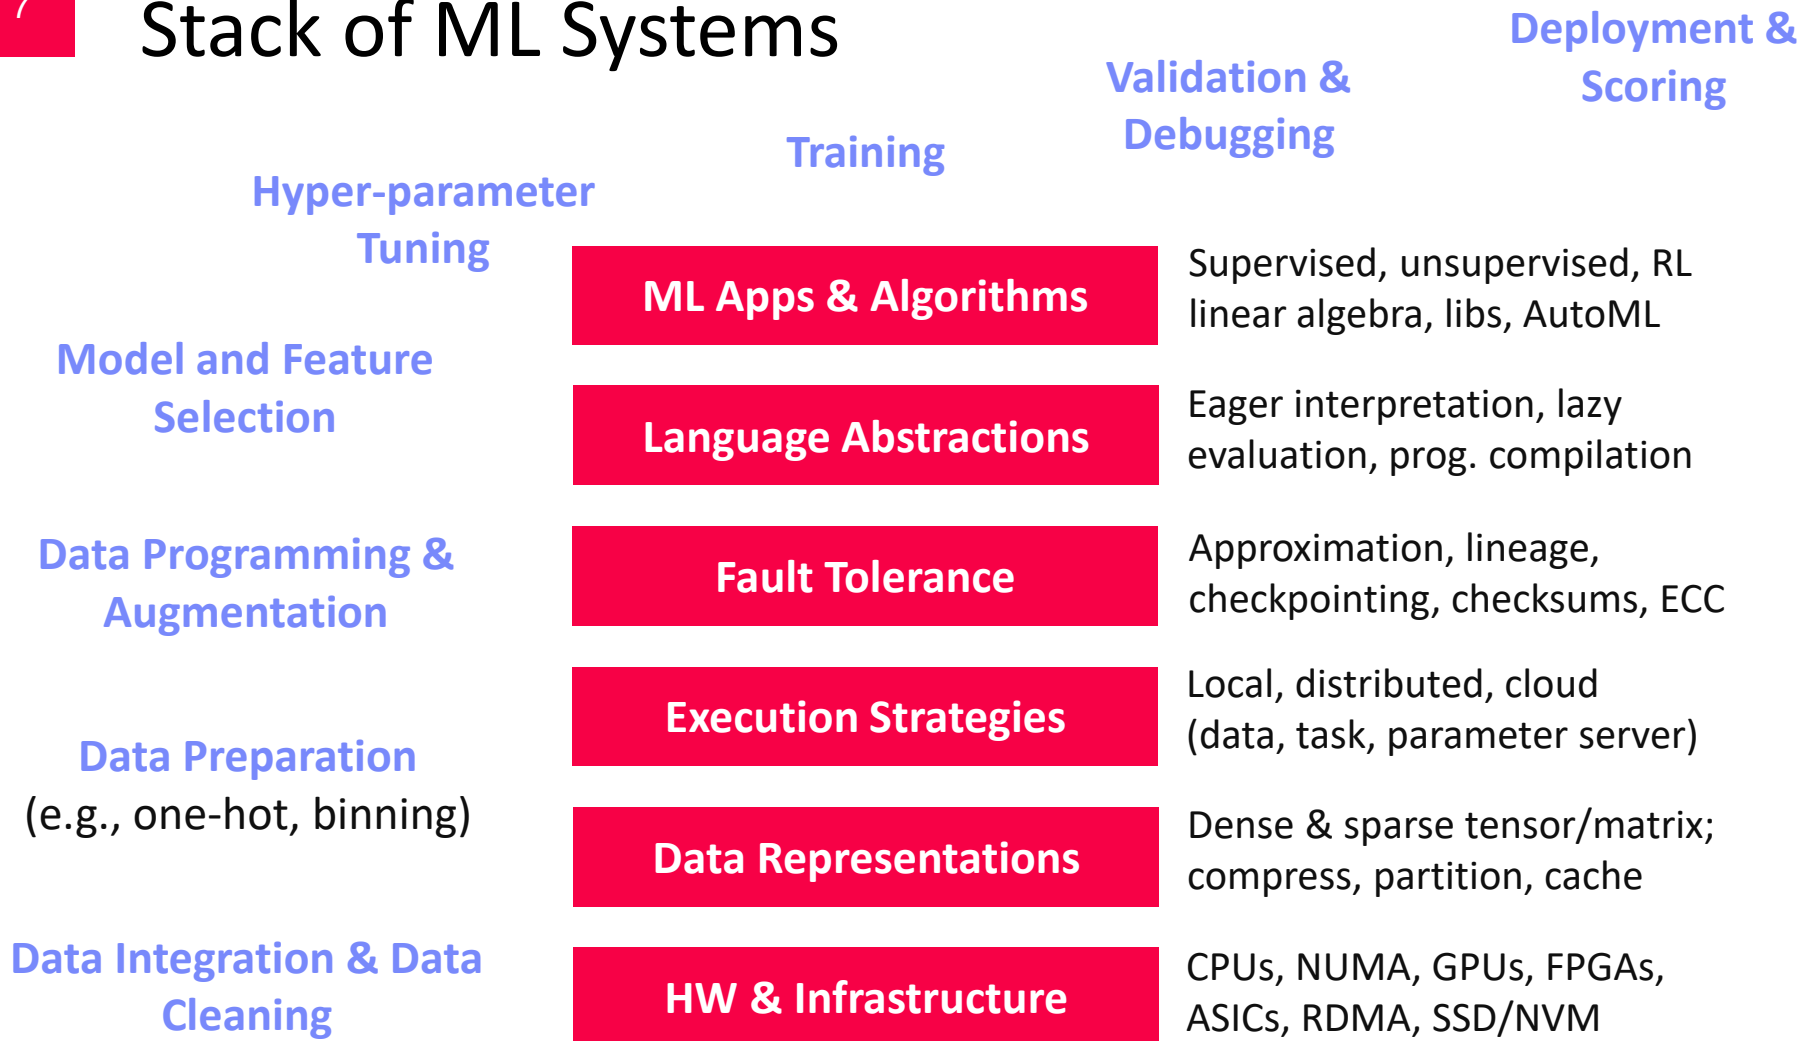 7
Stack of ML Systems
Deployment &
Scoring
Validation &
Debugging
Training
Hyper-parameter
Tuning
Model and Feature
Selection
Data Programming &
Augmentation
Data Preparation
(e.g., one-hot, binning)
Data Integration & Data
Cleaning
ML Apps & Algorithms
Supervised, unsupervised, RL
linear algebra, libs, AutoML
Language Abstractions
Eager interpretation, lazy
evaluation, prog. compilation
Fault Tolerance
Approximation, lineage,
checkpointing, checksums, ECC
Execution Strategies
Local, distributed, cloud
(data, task, parameter server)
Data Representations
Dense & sparse tensor/matrix;
compress, partition, cache
HW & Infrastructure
CPUs, NUMA, GPUs, FPGAs,
ASICs, RDMA, SSD/NVM